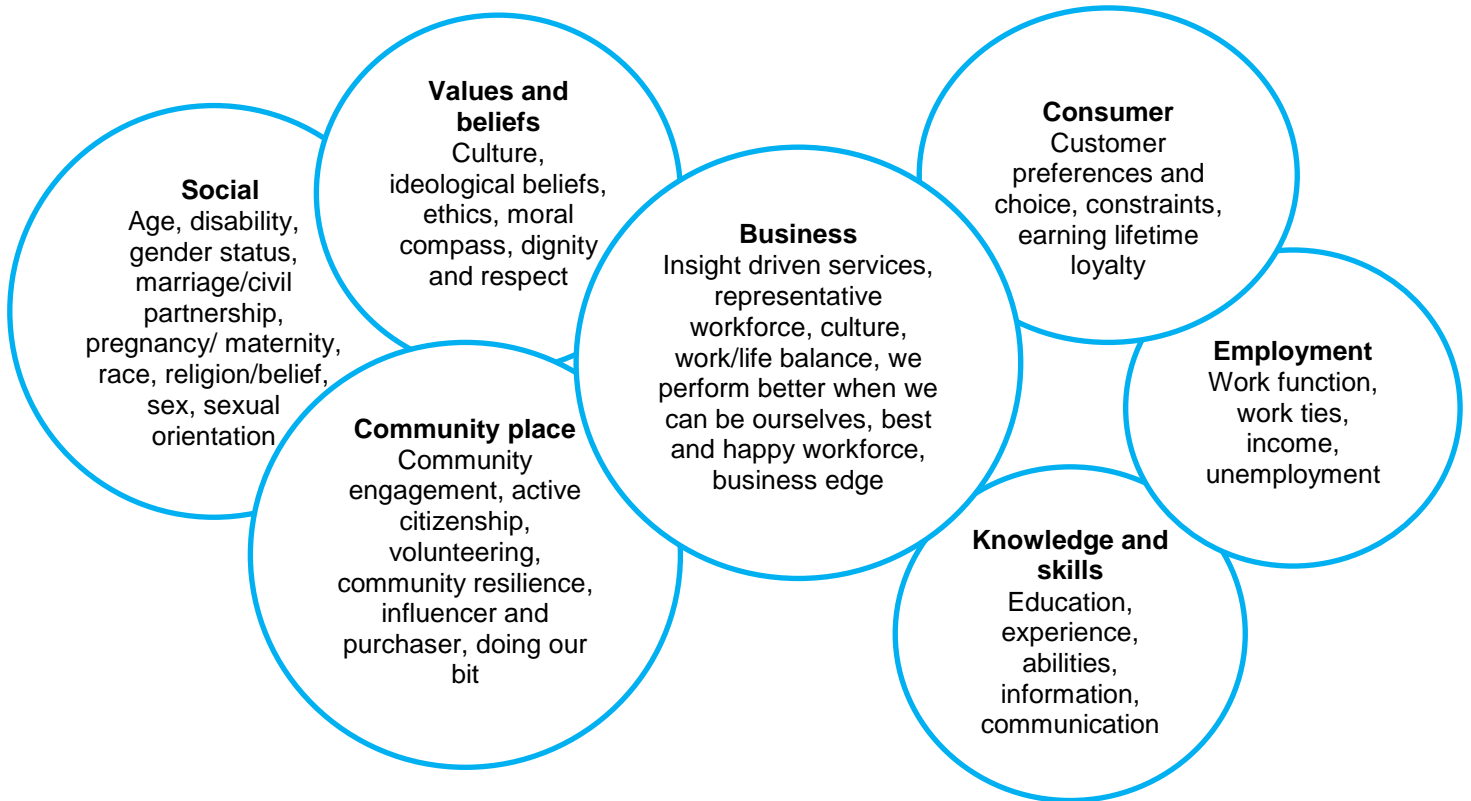 Social
Age, disability,
gender status,
marriage/civil
partnership,
pregnancy/ maternity,
race, religion/belief,
sex, sexual
orientation
Values and
beliefs
Culture,
ideological beliefs,
ethics, moral
compass, dignity
and respect
Community place
Community
engagement, active
citizenship,
volunteering,
community resilience,
influencer and
purchaser, doing our
bit
Business
Insight driven services,
representative
workforce, culture,
work/life balance, we
perform better when we
can be ourselves, best
and happy workforce,
business edge
Consumer
Customer
preferences and
choice, constraints,
earning lifetime
loyalty
Employment
Work function,
work ties,
income,
unemployment
Knowledge and
skills
Education,
experience,
abilities,
information,
communication